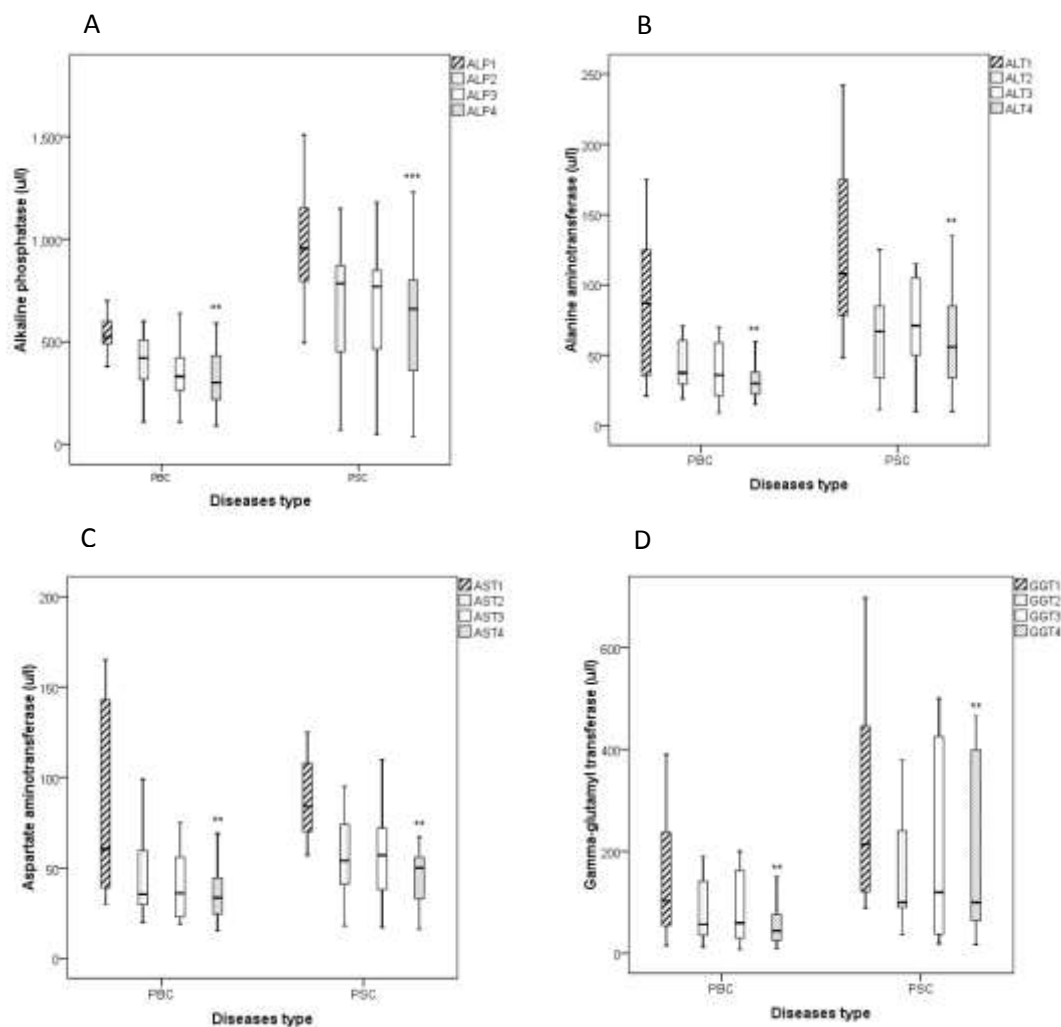 A
ALP1
ALP2
ALP3
ALP4
Alkaline phosphatase (u/l)
1,500
1,000
500
0
**
***
PBC
PSC
Diseases type
B
ALT1
ALT2
ALT3
ALT4
Alanine aminotransferase (u/l)
250
200
150
100
50
0
**
**
PBC
PSC
Diseases type
C
AST1
AST2
AST3
AST4
Aspartate aminotransferase (u/l)
200
150
100
50
0
**
**
PBC
PSC
Diseases type
D
GGT1
GGT2
GGT3
GGT4
Gamma-glutamyl transferase (u/l)
600
400
200
0
**
**
PBC
PSC
Diseases type